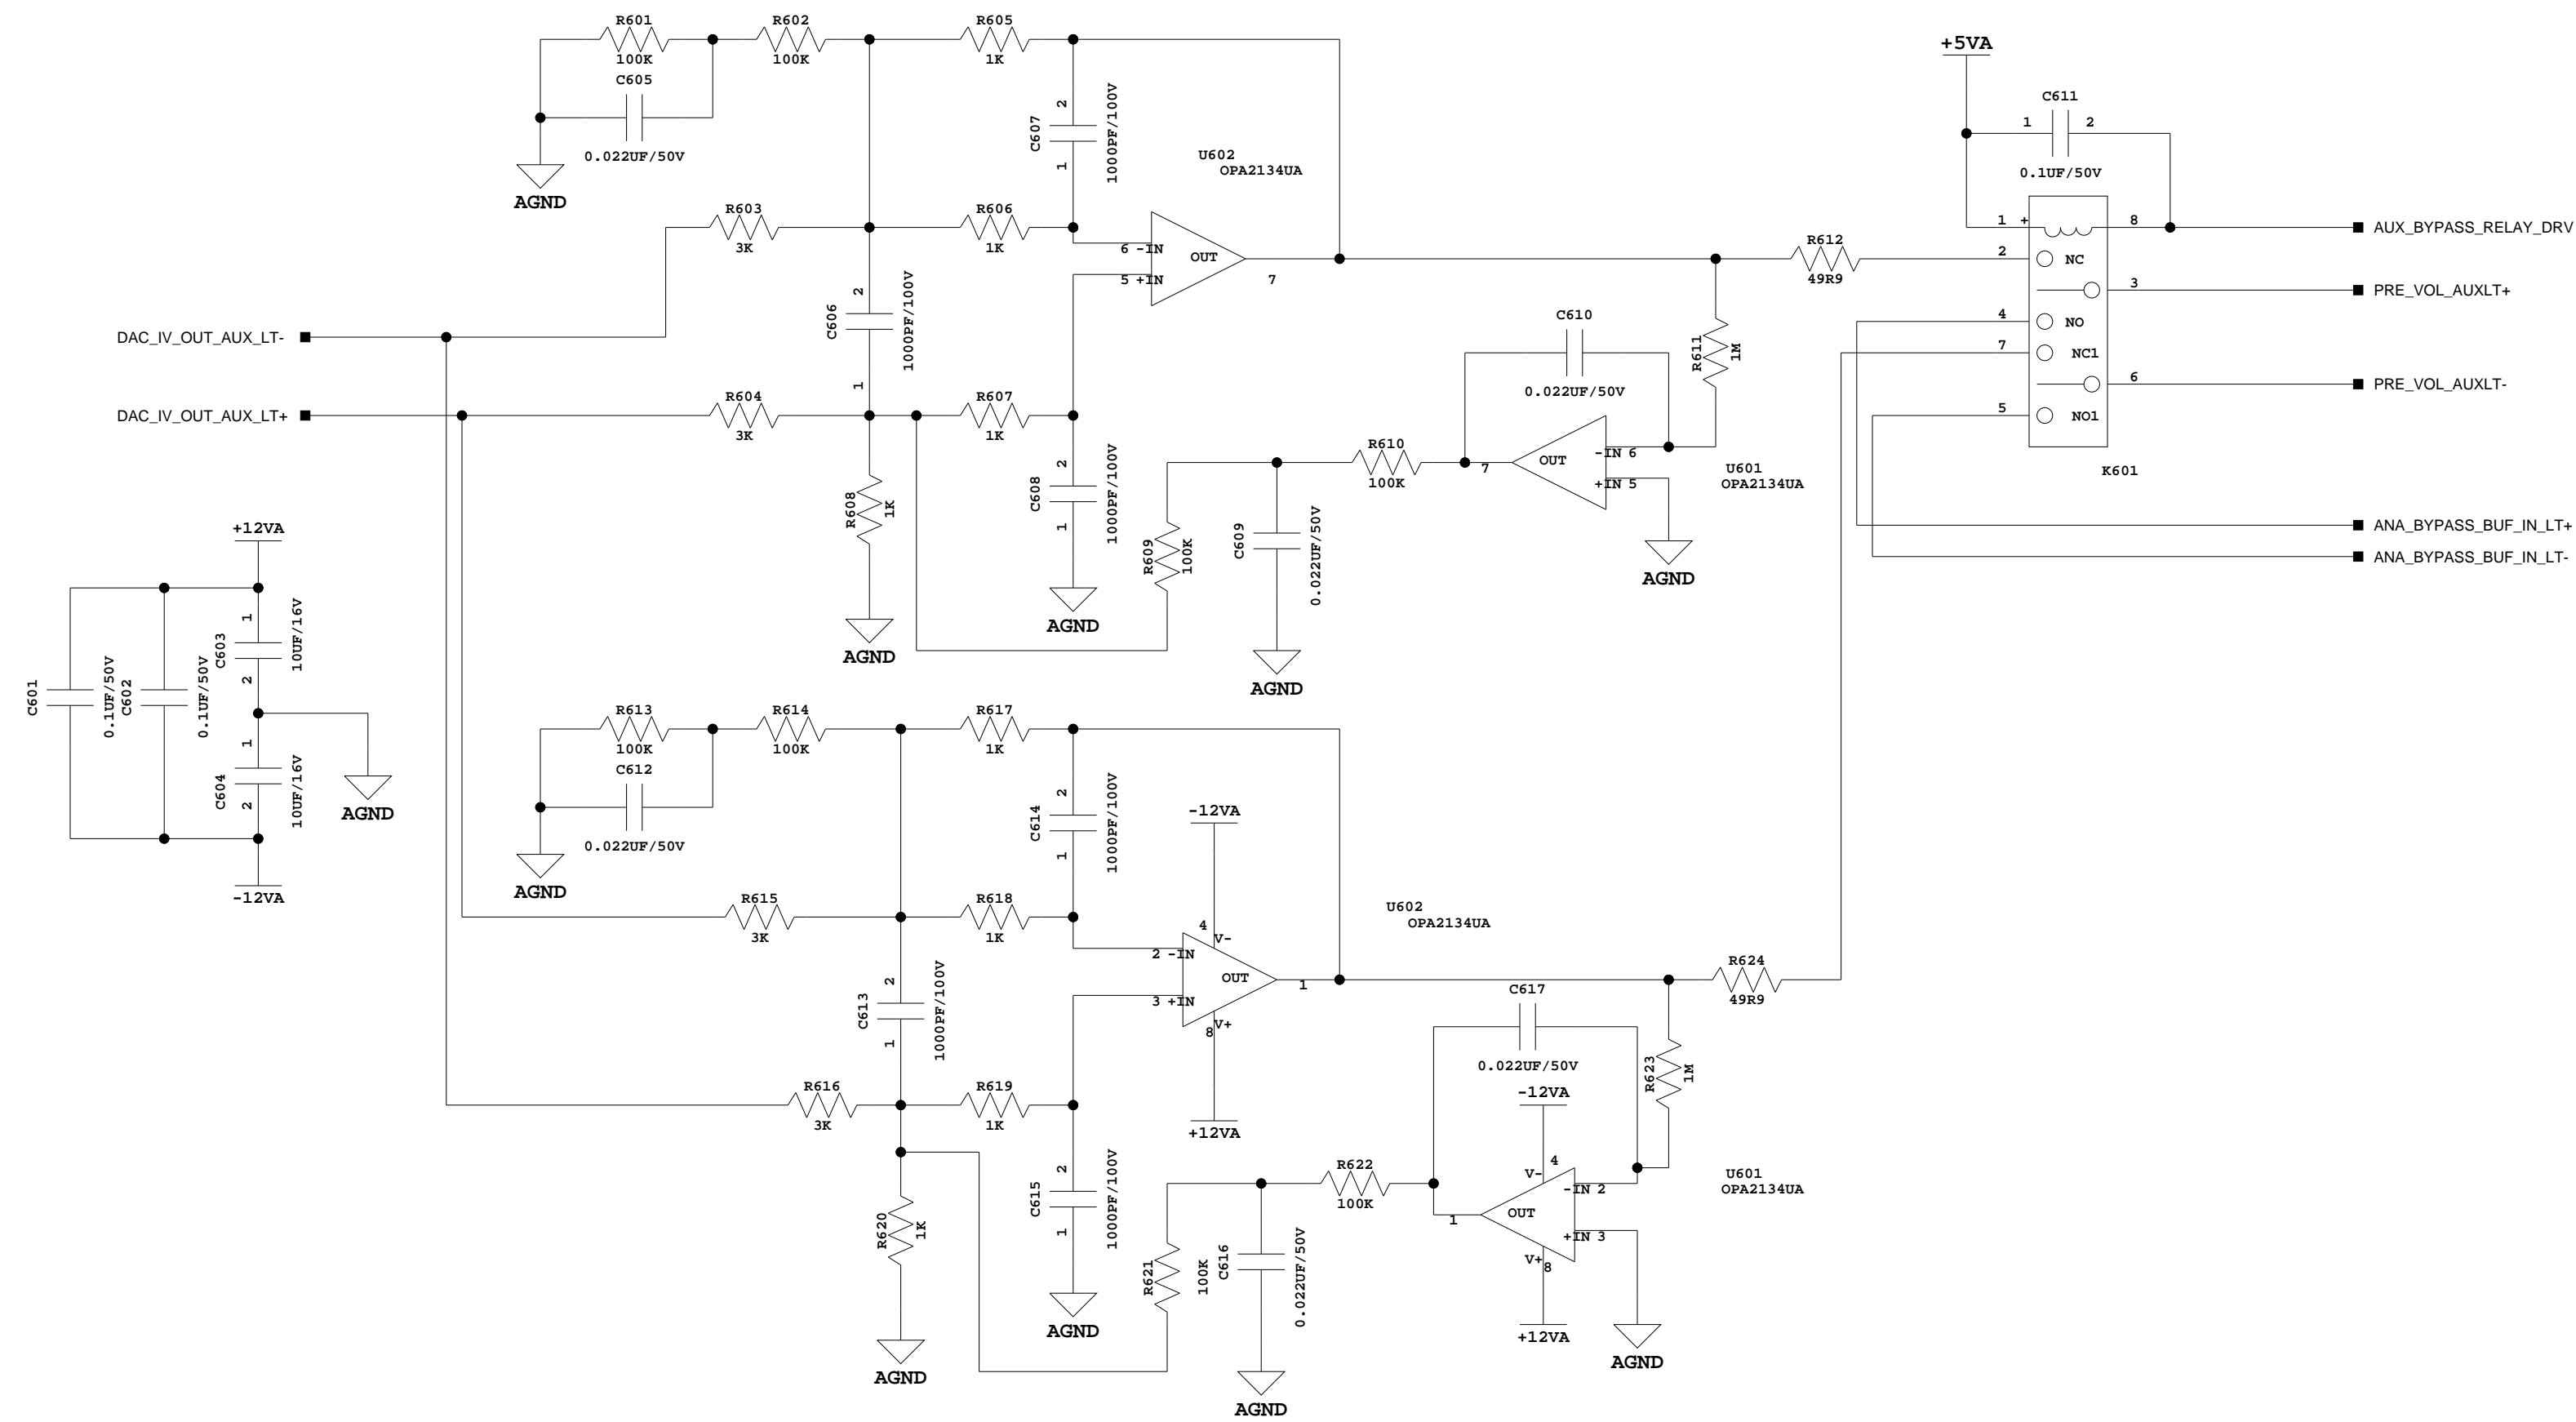 R601
100K
C605
0.022UF/50V
AGND
R602
100K
R605
1K
C607
2
1
1000PF/100V
U602
OPA2134UA
R603
3K
R606
1K
6 -IN
5 +IN
OUT
7
DAC_IV_OUT_AUX_LT-
C606
2
1
1000PF/100V
DAC_IV_OUT_AUX_LT+
R604
3K
R607
1K
R608
1K
AGND
C608
2
1
1000PF/100V
AGND
R609
100K
C609
0.022UF/50V
AGND
R610
100K
C610
0.022UF/50V
7
OUT
-IN 6
+IN 5
U601
OPA2134UA
AGND
R611
1M
R612
49R9
+5VA
C611
1
2
0.1UF/50V
1
+
8
AUX_BYPASS_RELAY_DRV
2
NC
3
PRE_VOL_AUXLT+
4
NO
7
NC1
6
PRE_VOL_AUXLT-
5
NO1
K601
ANA_BYPASS_BUF_IN_LT+
ANA_BYPASS_BUF_IN_LT-
+12VA
C601
0.1UF/50V
C602
0.1UF/50V
C603
1
2
10UF/16V
C604
1
2
10UF/16V
AGND
-12VA
R613
100K
C612
0.022UF/50V
AGND
R614
100K
R617
1K
C614
2
1
1000PF/100V
R615
3K
R618
1K
-12VA
4
V-
2 -IN
3 +IN
OUT
1
V+
8
+12VA
U602
OPA2134UA
C613
2
1
1000PF/100V
R616
3K
R619
1K
R620
1K
AGND
C615
2
1
1000PF/100V
AGND
R621
100K
C616
0.022UF/50V
AGND
R622
100K
C617
0.022UF/50V
-12VA
4
V-
-IN 2
OUT
1
+IN 3
V+
8
+12VA
AGND
U601
OPA2134UA
R623
1M
R624
49R9